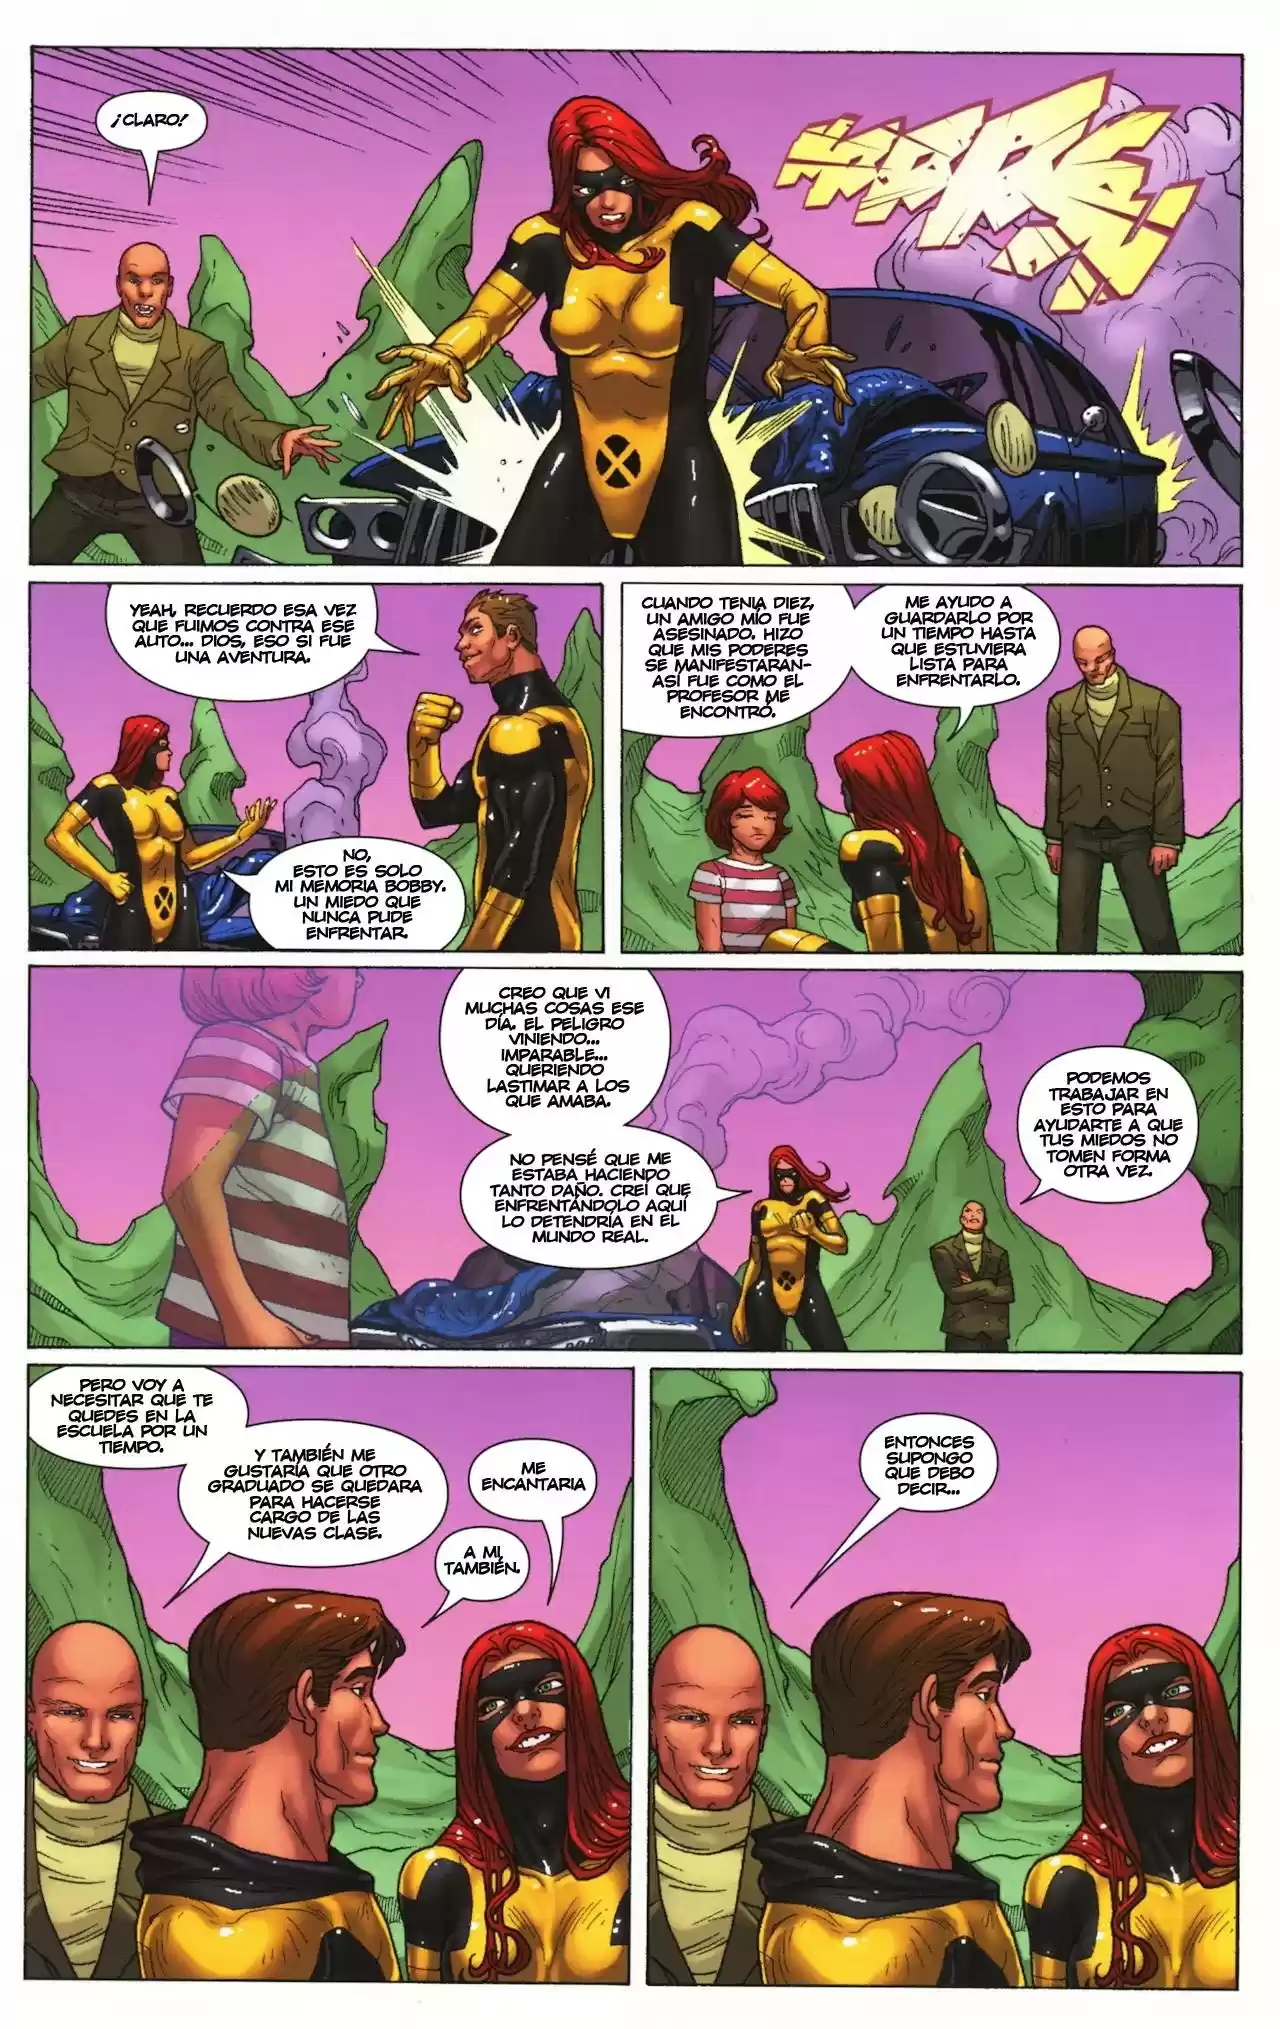 ¡CLARO!
YEAH, RECUERDO ESA VEZ
QUE FUIMOS CONTRA ESE
AUTO... DIOS, ESO SI FUE
UNA AVENTURA.
NO,
ESTO ES SOLO
MI MEMORIA BOBBY.
UN MIEDO QUE
NUNCA PUDE
ENFRENTAR.
CUANDO TENIA DIEZ,
UN AMIGO MÍO FUE
ASESINADO. HIZO
QUE MIS PODERES
SE MANIFESTARAN-
ASÍ FUE COMO EL
PROFESOR ME
ENCONTRÓ.
ME AYUDO A
GUARDARLO POR
UN TIEMPO HASTA
QUE ESTUVIERA
LISTA PARA
ENFRENTARLO.
CREO QUE VI
MUCHAS COSAS ESE
DÍA. EL PELIGRO
VINIENDO...
IMPARABLE...
QUERIENDO
LASTIMAR A LOS
QUE AMABA.
NO PENSÉ QUE ME
ESTABA HACIENDO
TANTO DAÑO. CREÍ QUE
ENFRENTÁNDOLO AQUÍ
LO DETENDRÍA EN EL
MUNDO REAL.
PODEMOS
TRABAJAR EN
ESTO PARA
AYUDARTE A QUE
TUS MIEDOS NO
TOMEN FORMA
OTRA VEZ.
PERO VOY A
NECESITAR QUE TE
QUEDES EN LA
ESCUELA POR UN
TIEMPO.
Y TAMBIÉN ME
GUSTARÍA QUE OTRO
GRADUADO SE QUEDARA
PARA HACERSE
CARGO DE LAS
NUEVAS CLASE.
ME
ENCANTARIA
A MI
TAMBIÉN.
ENTONCES
SUPONGO
QUE DEBO
DECIR...